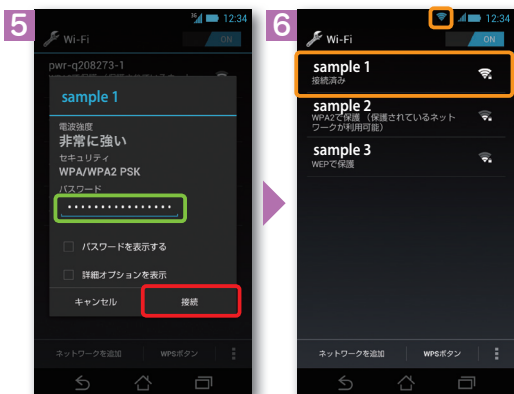 5
3G 12:34
Wi-Fi
ON
pwr-q208273-1
sample 1
電波強度
非常に強い
セキュリティ
WPA/WPA2 PSK
パスワード
パスワードを表示する
詳細オプションを表示
キャンセル
接続
ネットワークを追加
WPSボタン
6
12:34
Wi-Fi
ON
sample 1
接続済み
sample 2
WPA2で保護（保護されているネット
ワークが利用可能）
sample 3
WEPで保護
ネットワークを追加
WPSボタン